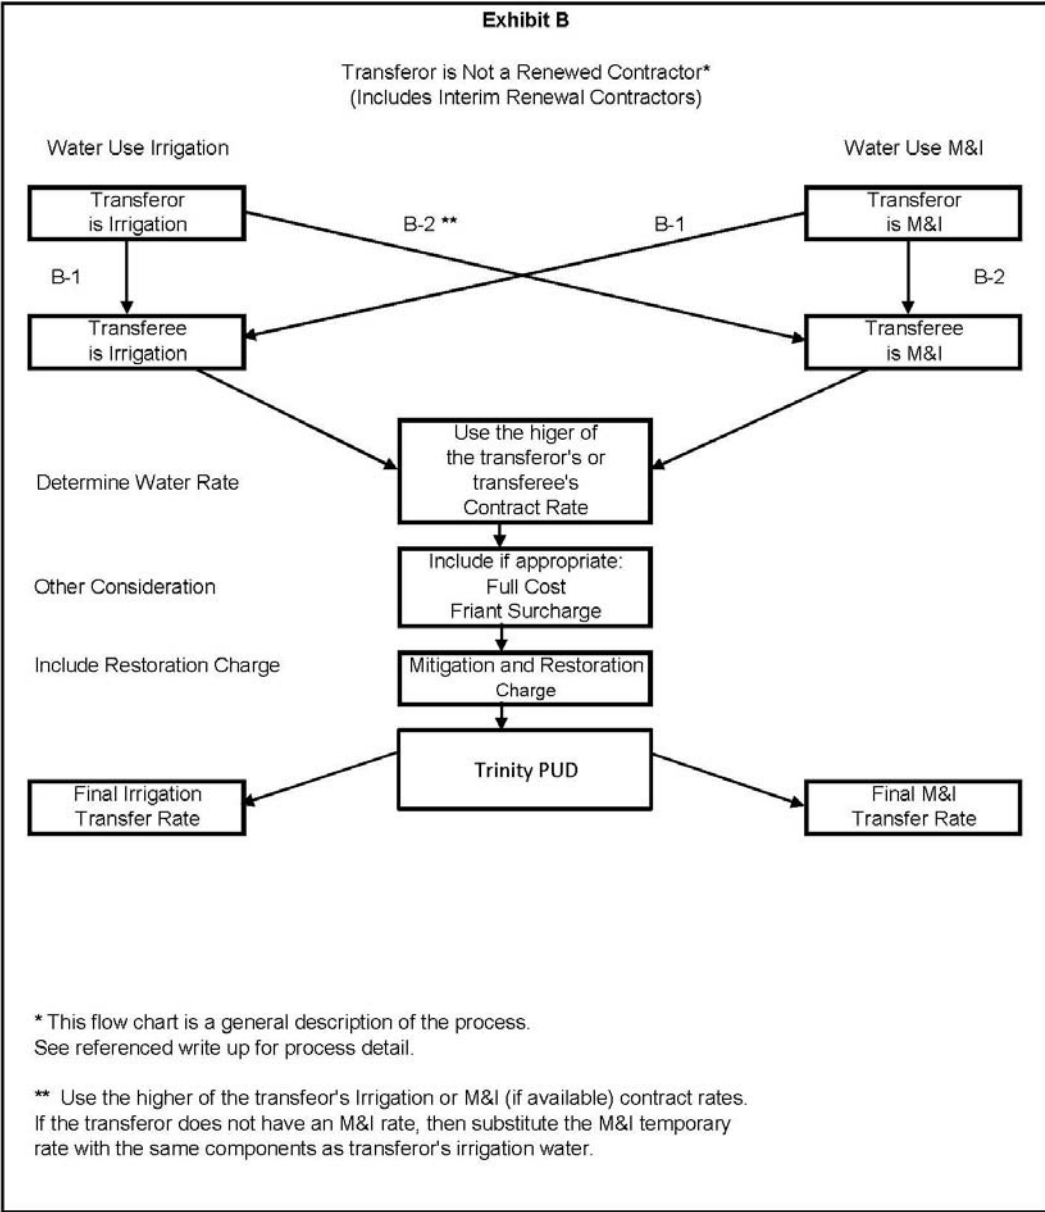 Exhibit B
Transferor is Not a Renewed Contractor*
(Includes Interim Renewal Contractors)
Water Use Irrigation
Water Use M&I
Transferor
is Irrigation
B-2 **
B-1
Transferor
is M&I
B-1
B-2
Transferee
is Irrigation
Transferee
is M&I
Determine Water Rate
Use the higer of
the transferor's or
transferee's
Contract Rate
Other Consideration
Include if appropriate:
Full Cost
Friant Surcharge
Include Restoration Charge
Mitigation and Restoration
Charge
Trinity PUD
Final Irrigation
Transfer Rate
Final M&I
Transfer Rate
* This flow chart is a general description of the process.
See referenced write up for process detail.
** Use the higher of the transfeor's Irrigation or M&I (if available) contract rates.
If the transferor does not have an M&I rate, then substitute the M&I temporary
rate with the same components as transferor's irrigation water.